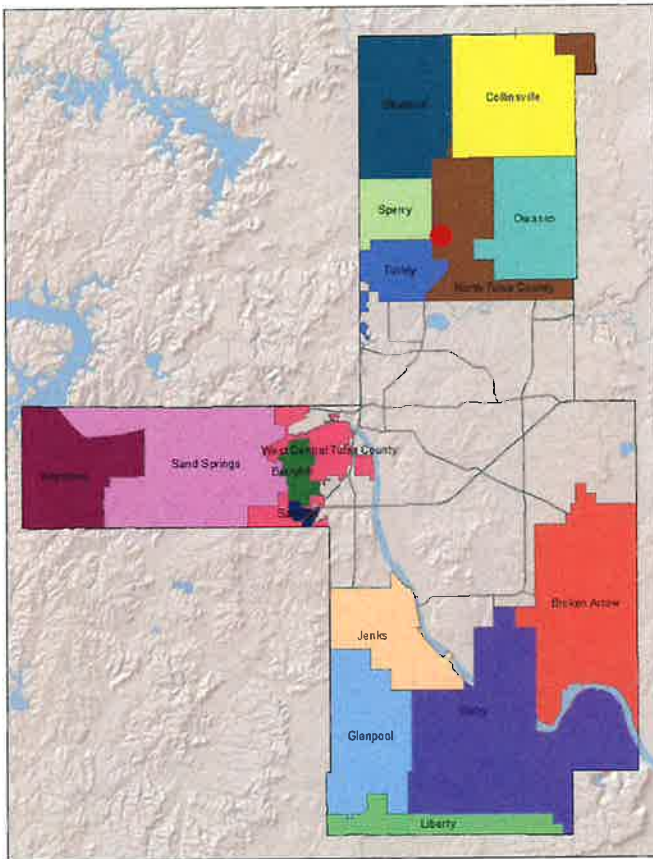 Collinsville
Sperry
Owasso
Turley
North Tulsa County
West Central Tulsa County
Sand Springs
Berryhill
Broken Arrow
Jenks
Bixby
Glenpool
Liberty